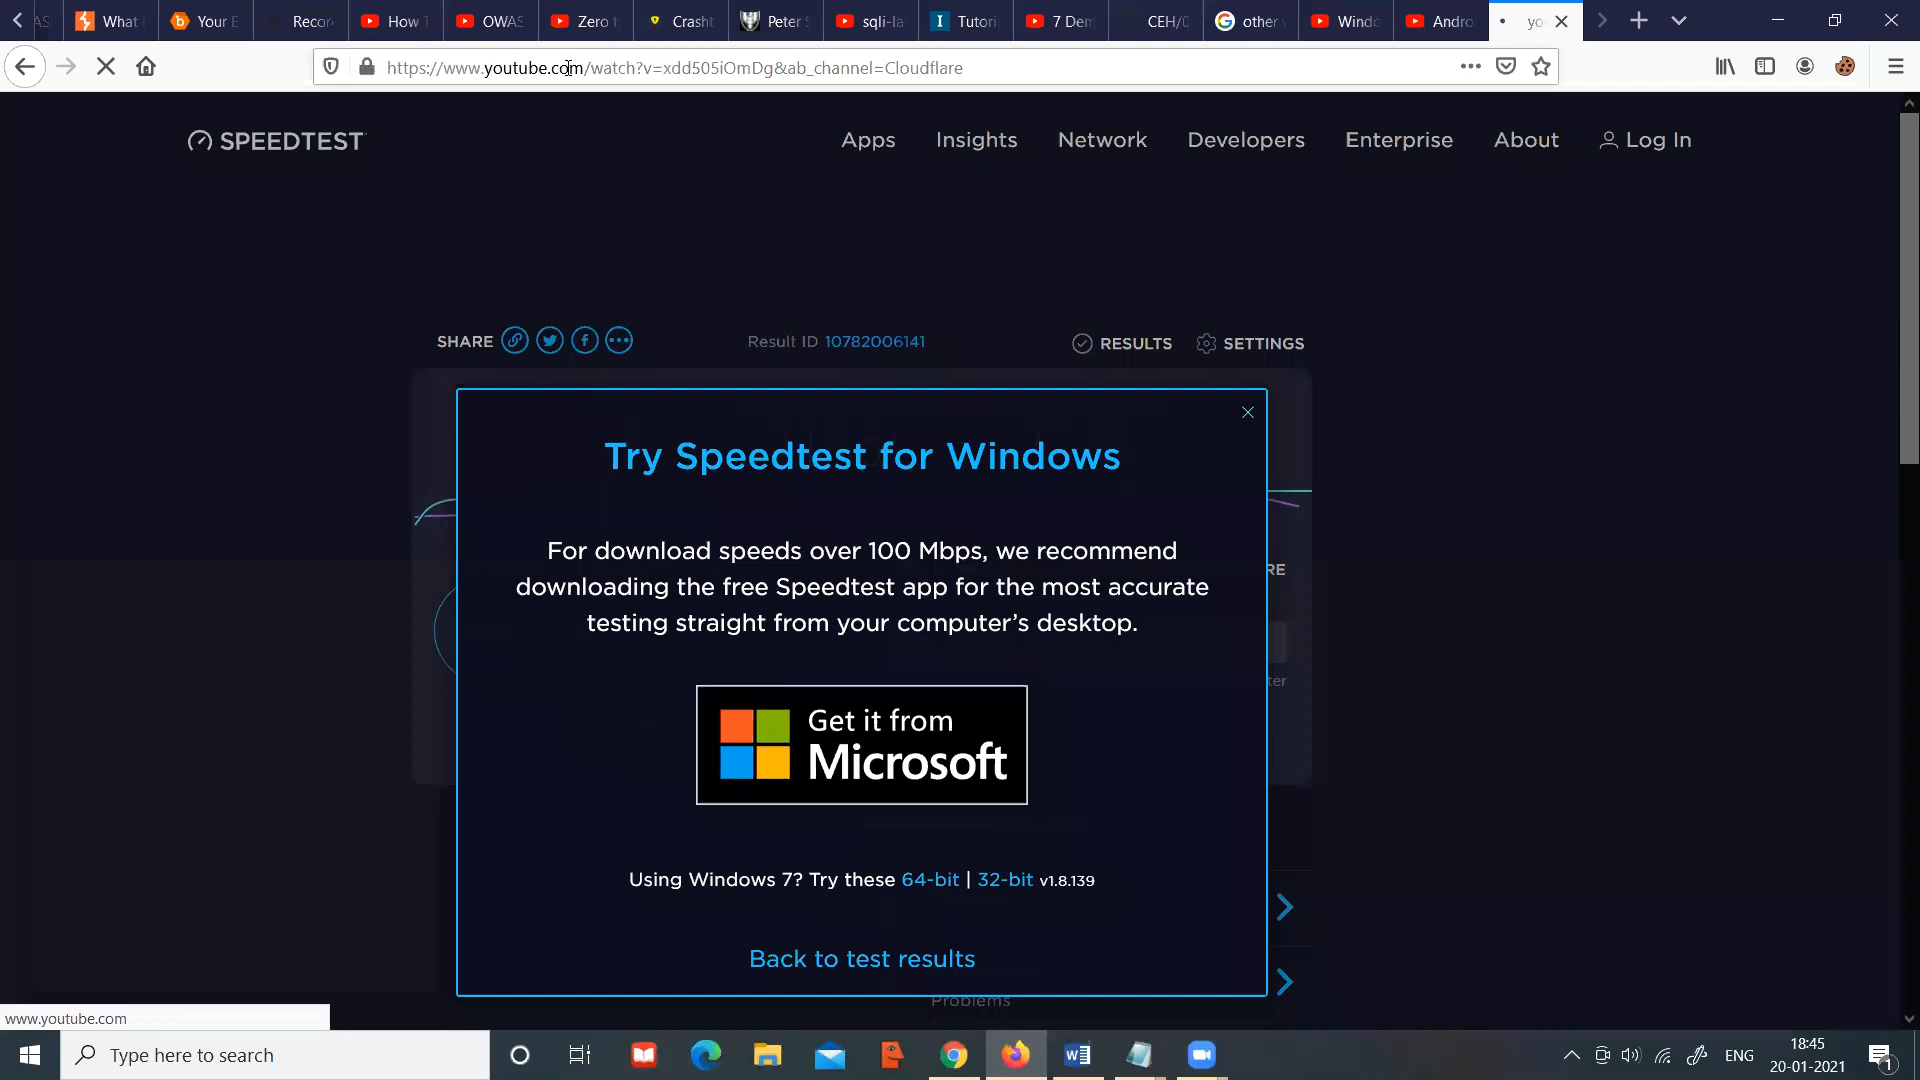 What i
Your E
Recor
How T
OWAS
Zero t
Crasht
Peter S
sqli-la
Tutori
7 Dem
CEH/
other
Windo
Andro
yo
https://www.youtube.com/watch?v=xdd505iOmDg&ab_channel=Cloudflare
SPEEDTEST
Apps
Insights
Network
Developers
Enterprise
About
Log In
SHARE
Result ID 10782006141
RESULTS
SETTINGS
Try Speedtest for Windows
For download speeds over 100 Mbps, we recommend
downloading the free Speedtest app for the most accurate
testing straight from your computer's desktop.
RE
ter
Get it from
Microsoft
Using Windows 7? Try these 64-bit | 32-bit v1.8.139
Back to test results
Problems
www.youtube.com
Type here to search
ENG
18:45
20-01-2021
1